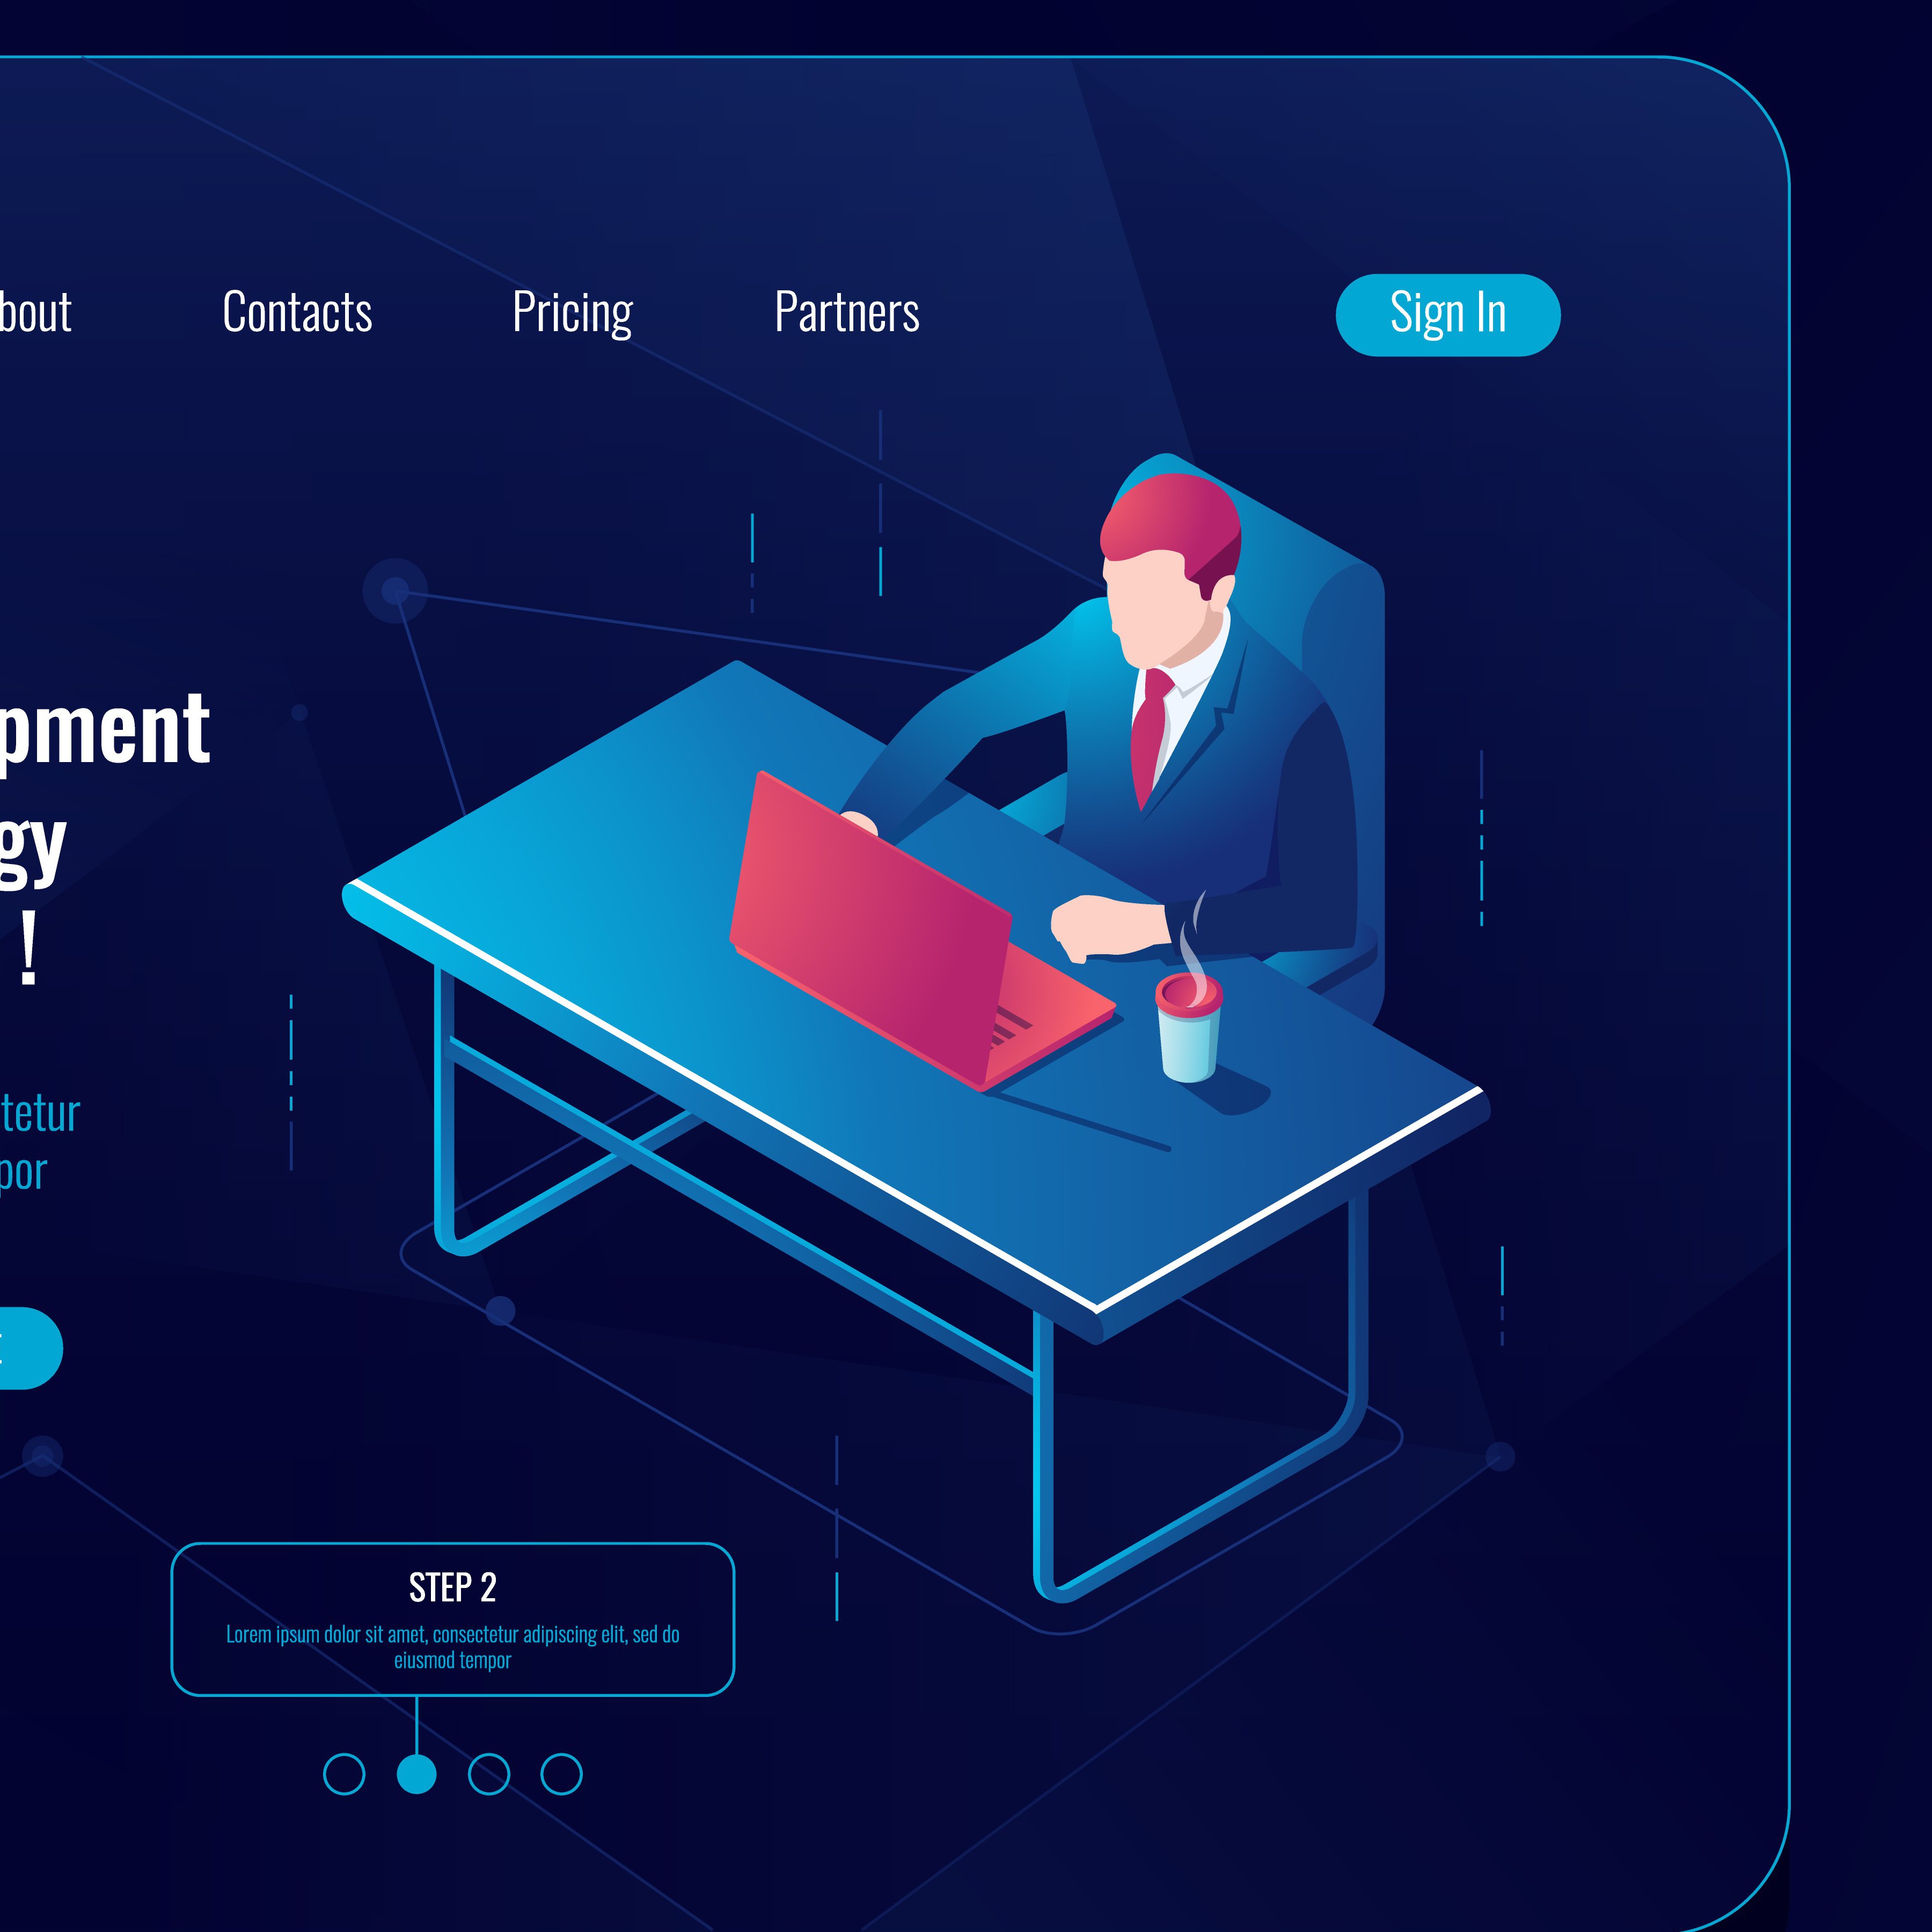 bout Contacts Pricing Partners Sign In
pment
gy
!
tetur
por
STEP 2
Lorem ipsum dolor sit amet, consectetur adipiscing elit, sed do
eiusmod tempor